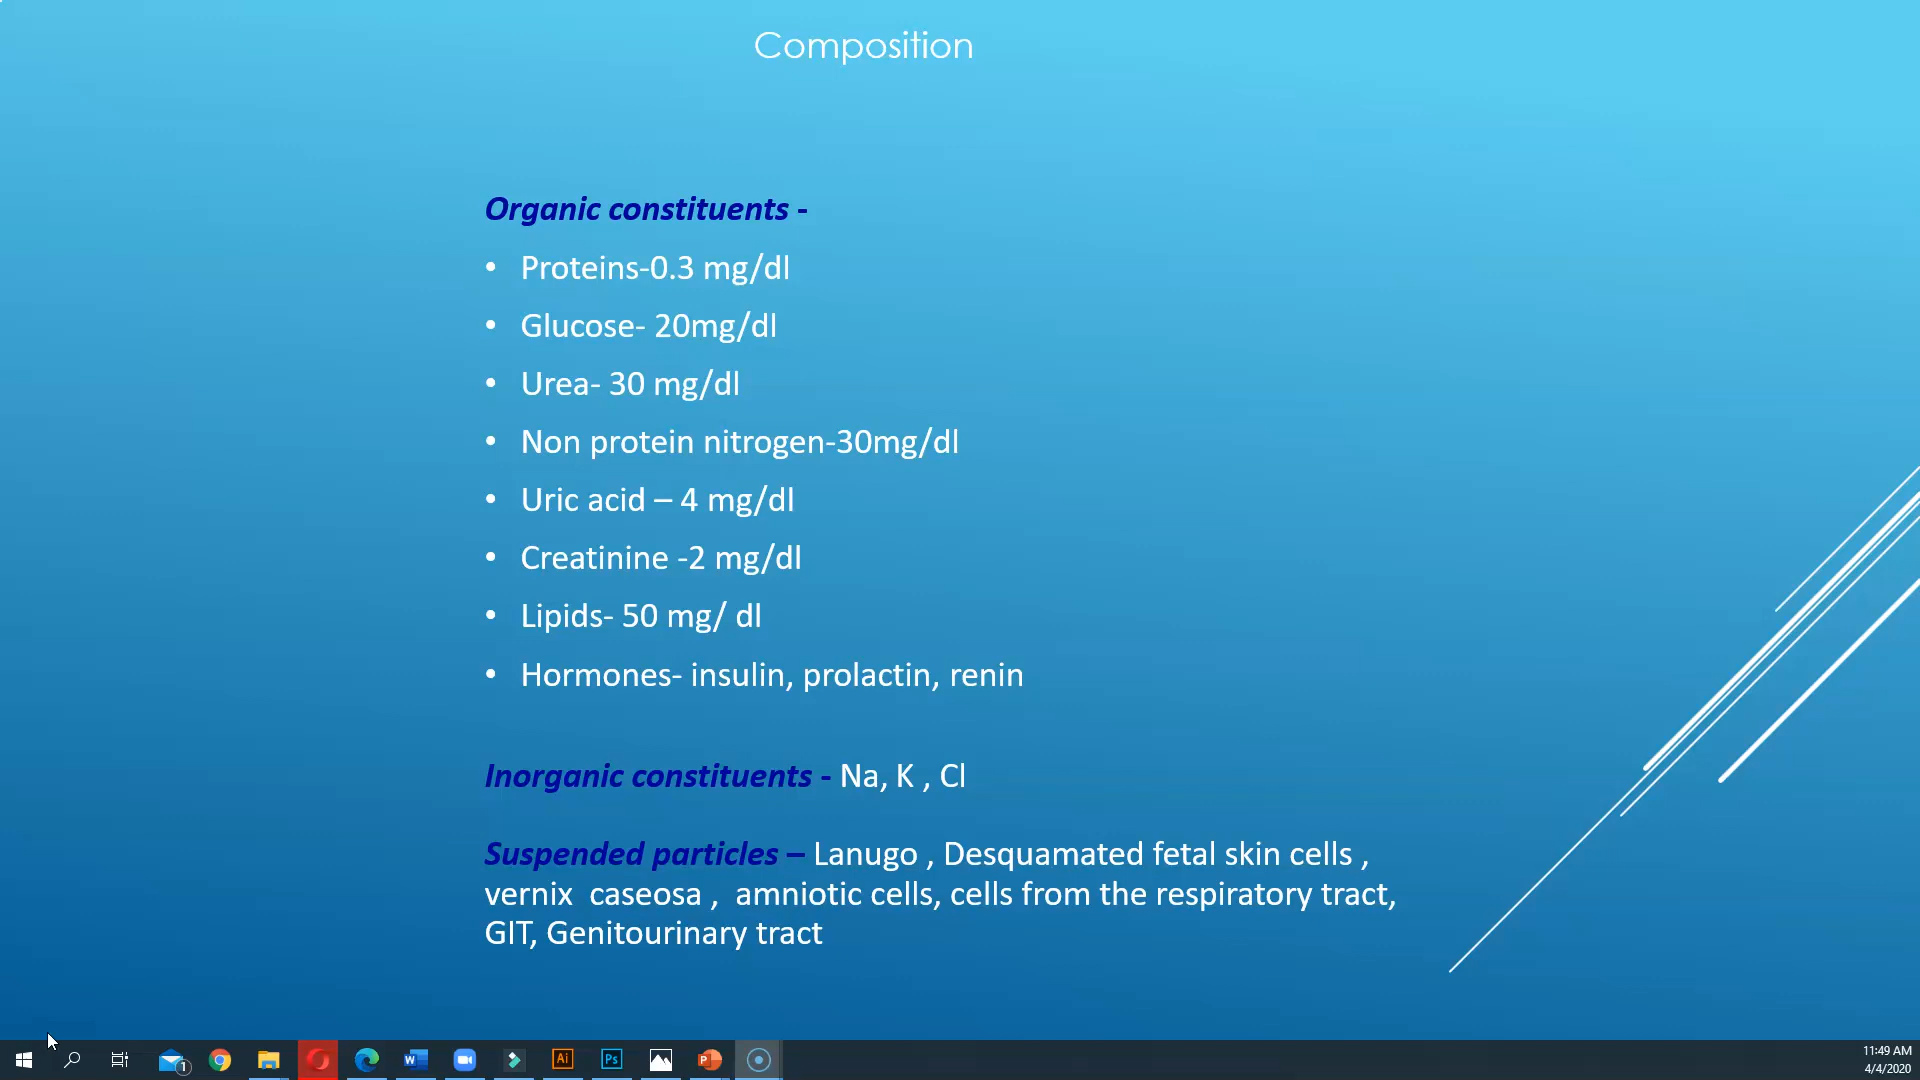 Composition
Organic constituents -
• Proteins-0.3 mg/dl
• Glucose- 20mg/dl
• Urea- 30 mg/dl
• Non protein nitrogen-30mg/dl
• Uric acid – 4 mg/dl
• Creatinine -2 mg/dl
• Lipids- 50 mg/ dl
• Hormones- insulin, prolactin, renin
Inorganic constituents - Na, K , Cl
Suspended particles – Lanugo , Desquamated fetal skin cells ,
vernix caseosa , amniotic cells, cells from the respiratory tract,
GIT, Genitourinary tract
1
W
Ai
Ps
P
11:49 AM
4/4/2020